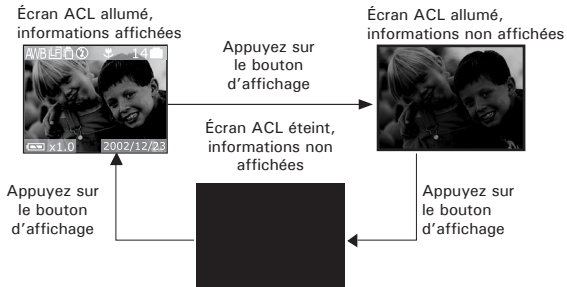 Écran ACL allumé,
informations affichées
AWB
14
x1.0
2002/12/23
Appuyez sur
le bouton
d'affichage
Écran ACL allumé,
informations non affichées
Écran ACL éteint,
informations non
affichées
Appuyez sur
le bouton
d'affichage
Appuyez sur
le bouton
d'affichage